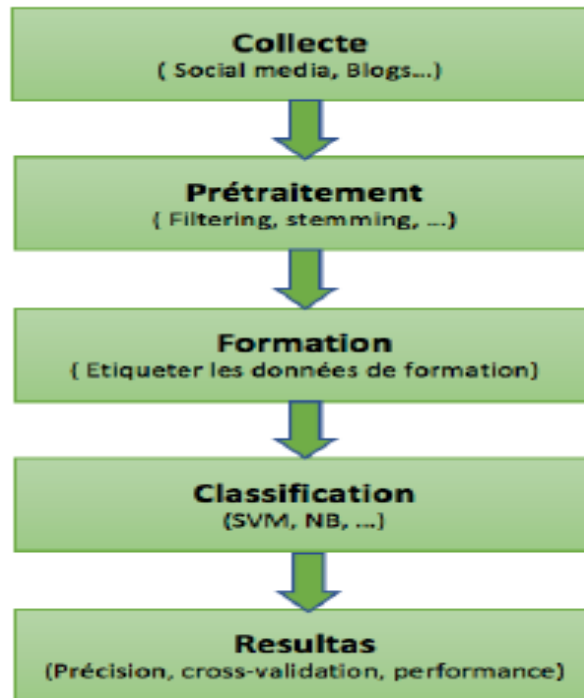 Collecte
( Social media, Blogs...)
Prétraitement
( Filtering, stemming, ...)
Formation
( Etiqueter les données de formation)
Classification
(SVM, NB, ...)
Resultas
(Précision, cross-validation, performance)